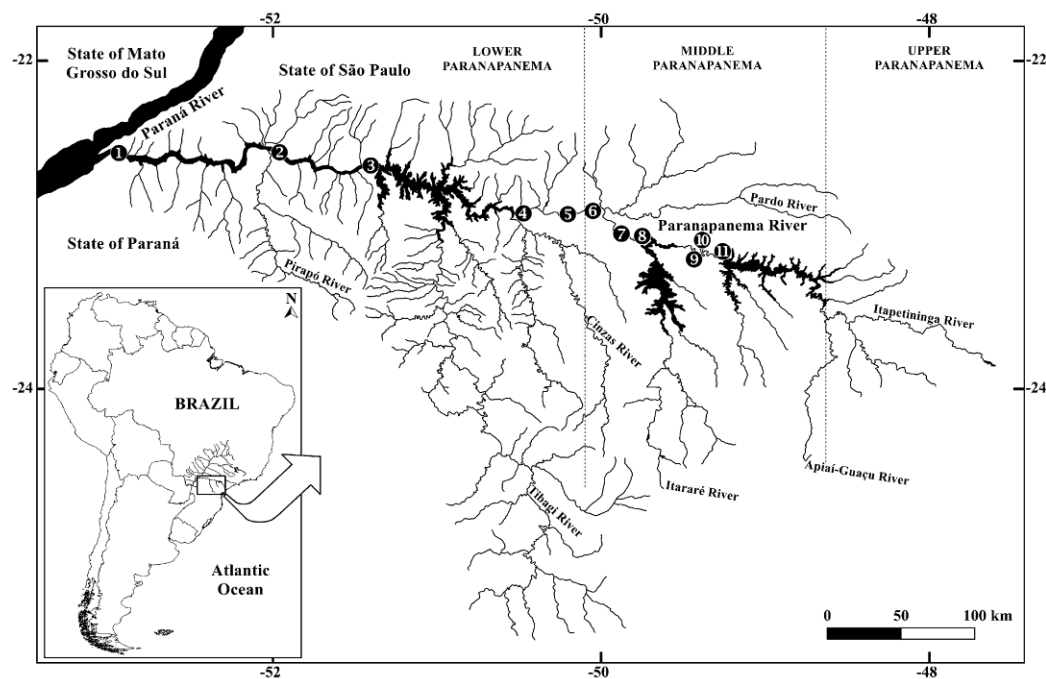 -52
-50
-48
-22
-22
State of Mato
Grosso do Sul
State of São Paulo
LOWER
PARANAPANEMA
MIDDLE
PARANAPANEMA
UPPER
PARANAPANEMA
Paraná River
1
2
3
4
5
6
7
8
9
10
11
Pardo River
Paranapanema River
State of Paraná
Pirapó River
Cinzas River
Itapetininga River
-24
-24
N
BRAZIL
Apiaí-Guaçu River
Itararé River
Tibagi River
Atlantic
Ocean
0 50 100 km
-52
-50
-48